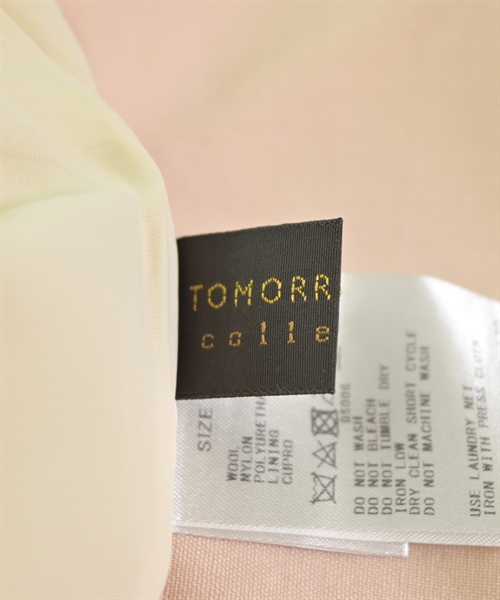 TOMORR
colle
SIZE
WOOL
NYLON
POLYURETHA
LINING
CUPRO
DS006
DO NOT WASH
DO NOT BLEACH
DO NOT TUMBLE DRY
IRON LOW
DRY CLEAN SHORT CYCLE
DO NOT MACHINE WASH
USE LAUNDRY NET
IRON WITH PRESS CLOTH